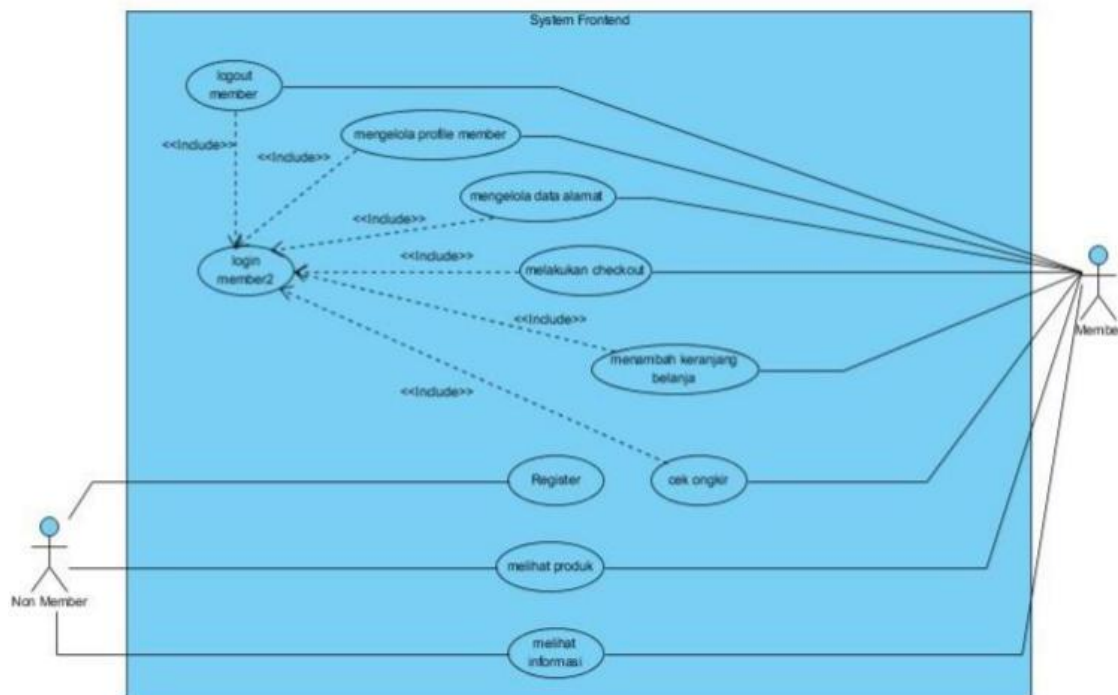 System Frontend
logout
member
<<Include>>
mengelola profile member
<<Include>>
mengelola data alamat
<<Include>>
login
member2
<<Include>>
melakukan checkout
<<Include>>
menambah keranjang
belanja
<<Include>>
Register
cek ongkir
melihat produk
melihat
informasi
Non Member
Membe